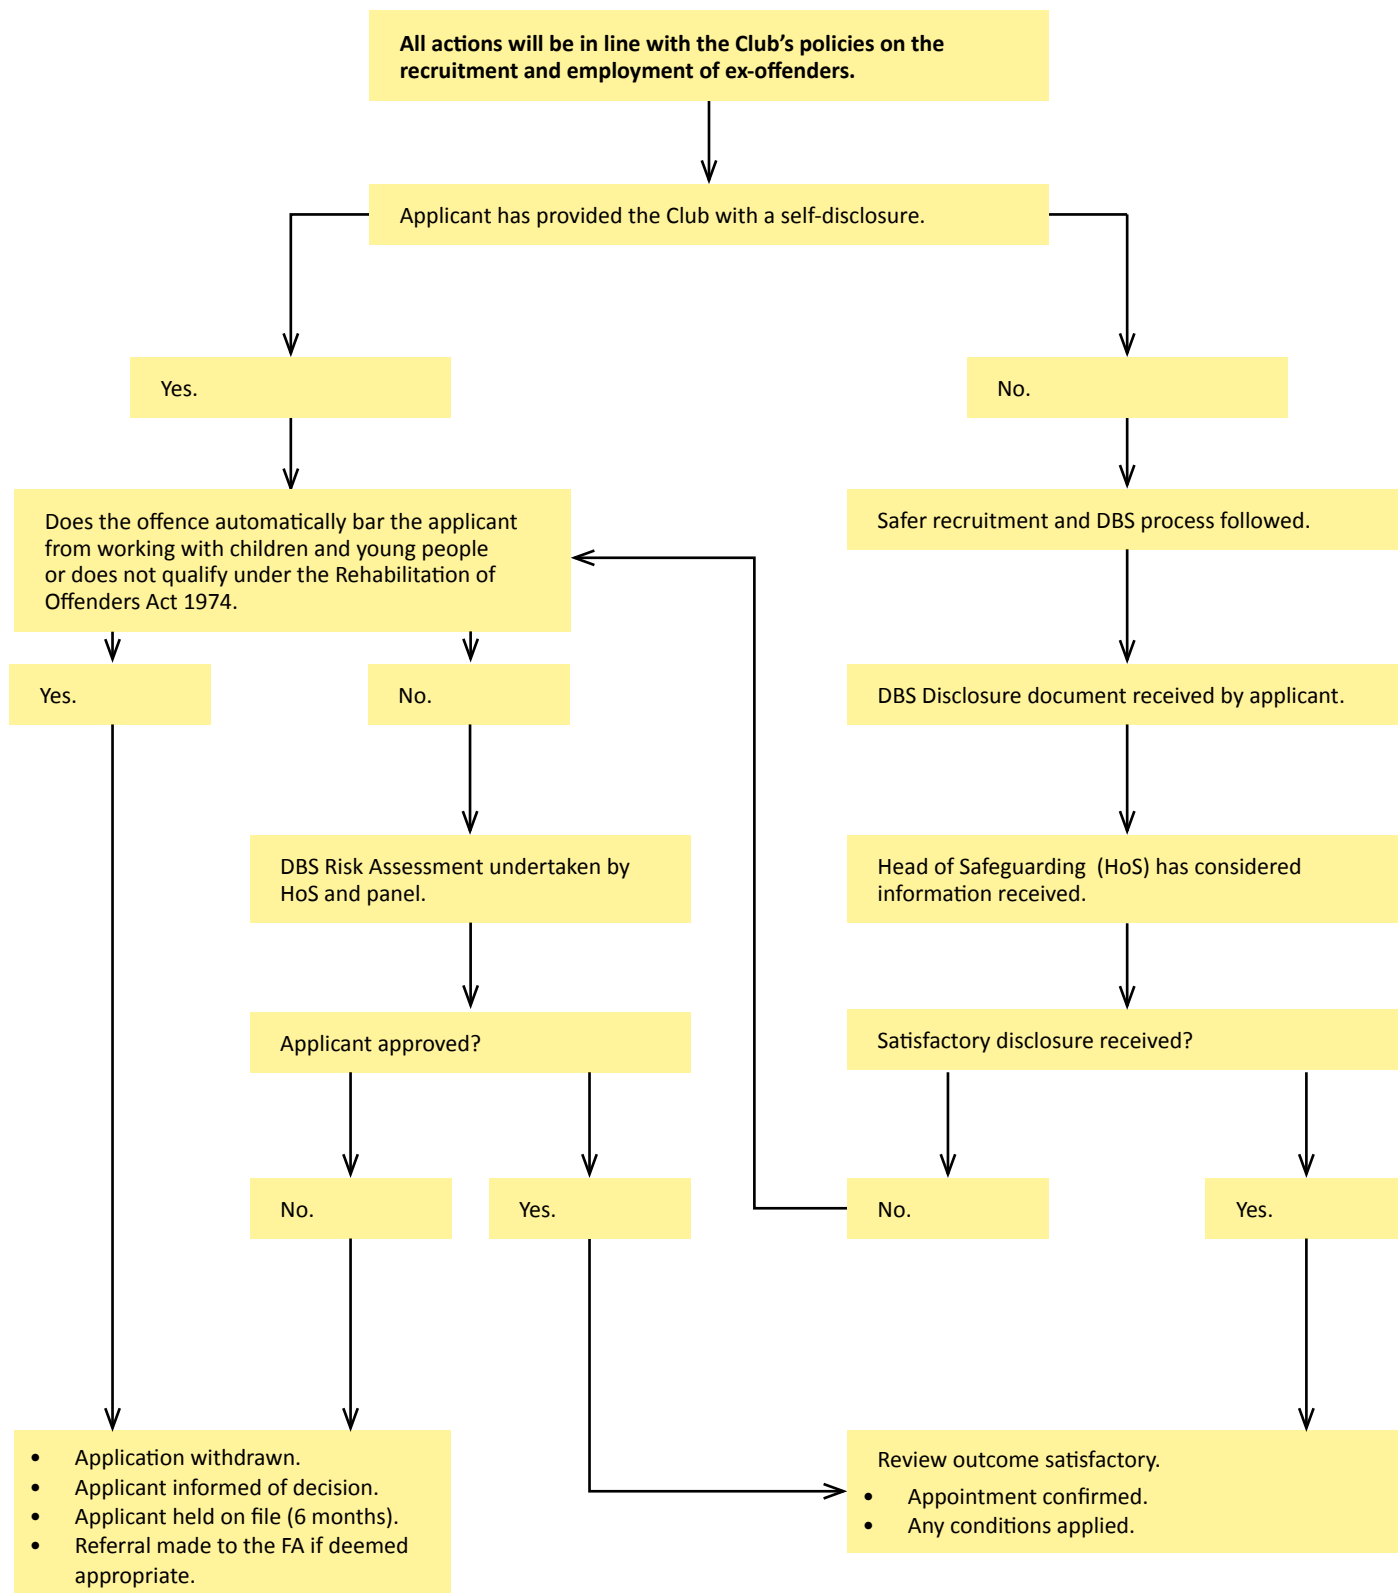 All actions will be in line with the Club’s policies on the
recruitment and employment of ex-offenders.
Applicant has provided the Club with a self-disclosure.
Yes.
No.
Does the offence automatically bar the applicant
from working with children and young people
or does not qualify under the Rehabilitation of
Offenders Act 1974.
Safer recruitment and DBS process followed.
Yes.
No.
DBS Disclosure document received by applicant.
DBS Risk Assessment undertaken by
HoS and panel.
Head of Safeguarding  (HoS) has considered
information received.
Applicant approved?
Satisfactory disclosure received?
No.
Yes.
No.
Yes.
• Application withdrawn.
• Applicant informed of decision.
• Applicant held on file (6 months).
• Referral made to the FA if deemed
appropriate.
Review outcome satisfactory.
• Appointment confirmed.
• Any conditions applied.